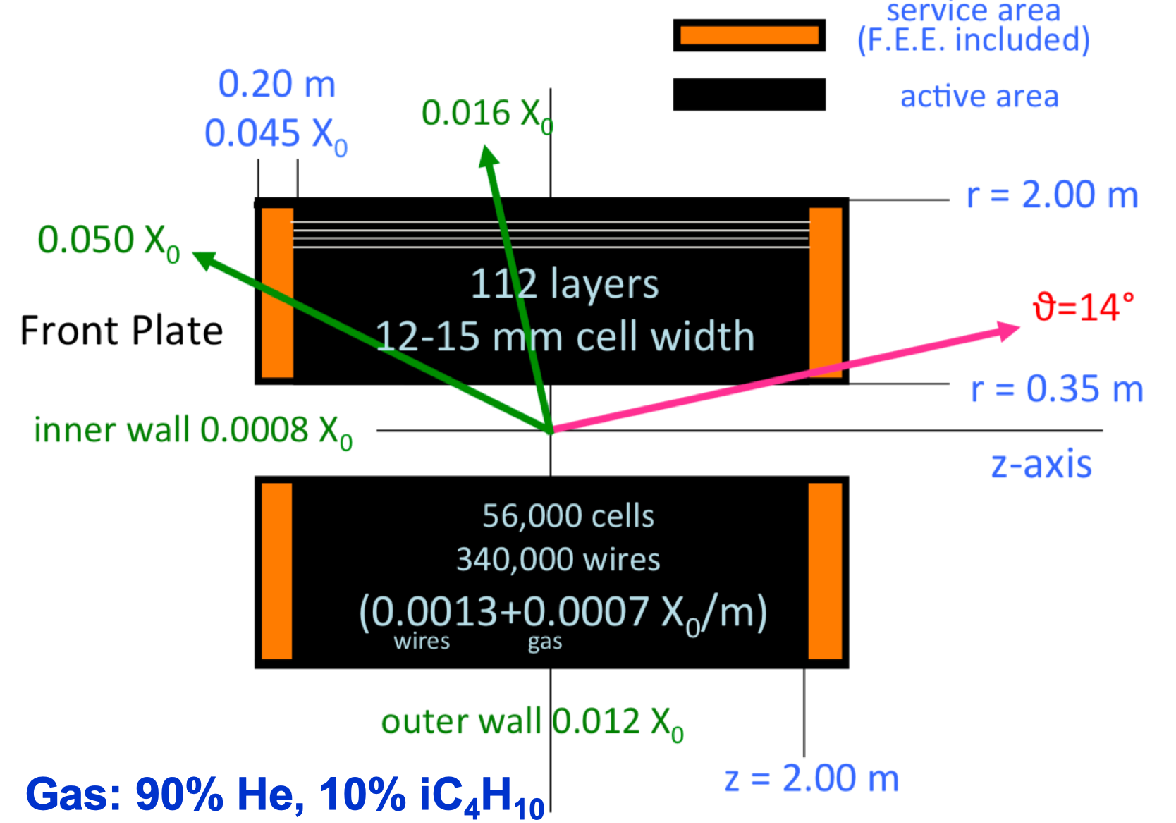 service area
(F.E.E. included)
active area
0.20 m
0.045 X₀
0.016 X₀
r = 2.00 m
0.050 X₀
112 layers
12-15 mm cell width
ϑ=14°
Front Plate
r = 0.35 m
inner wall 0.0008 X₀
z-axis
56,000 cells
340,000 wires
(0.0013+0.0007 X₀/m)
wires gas
outer wall 0.012 X₀
z = 2.00 m
Gas: 90% He, 10% iC₄H₁₀